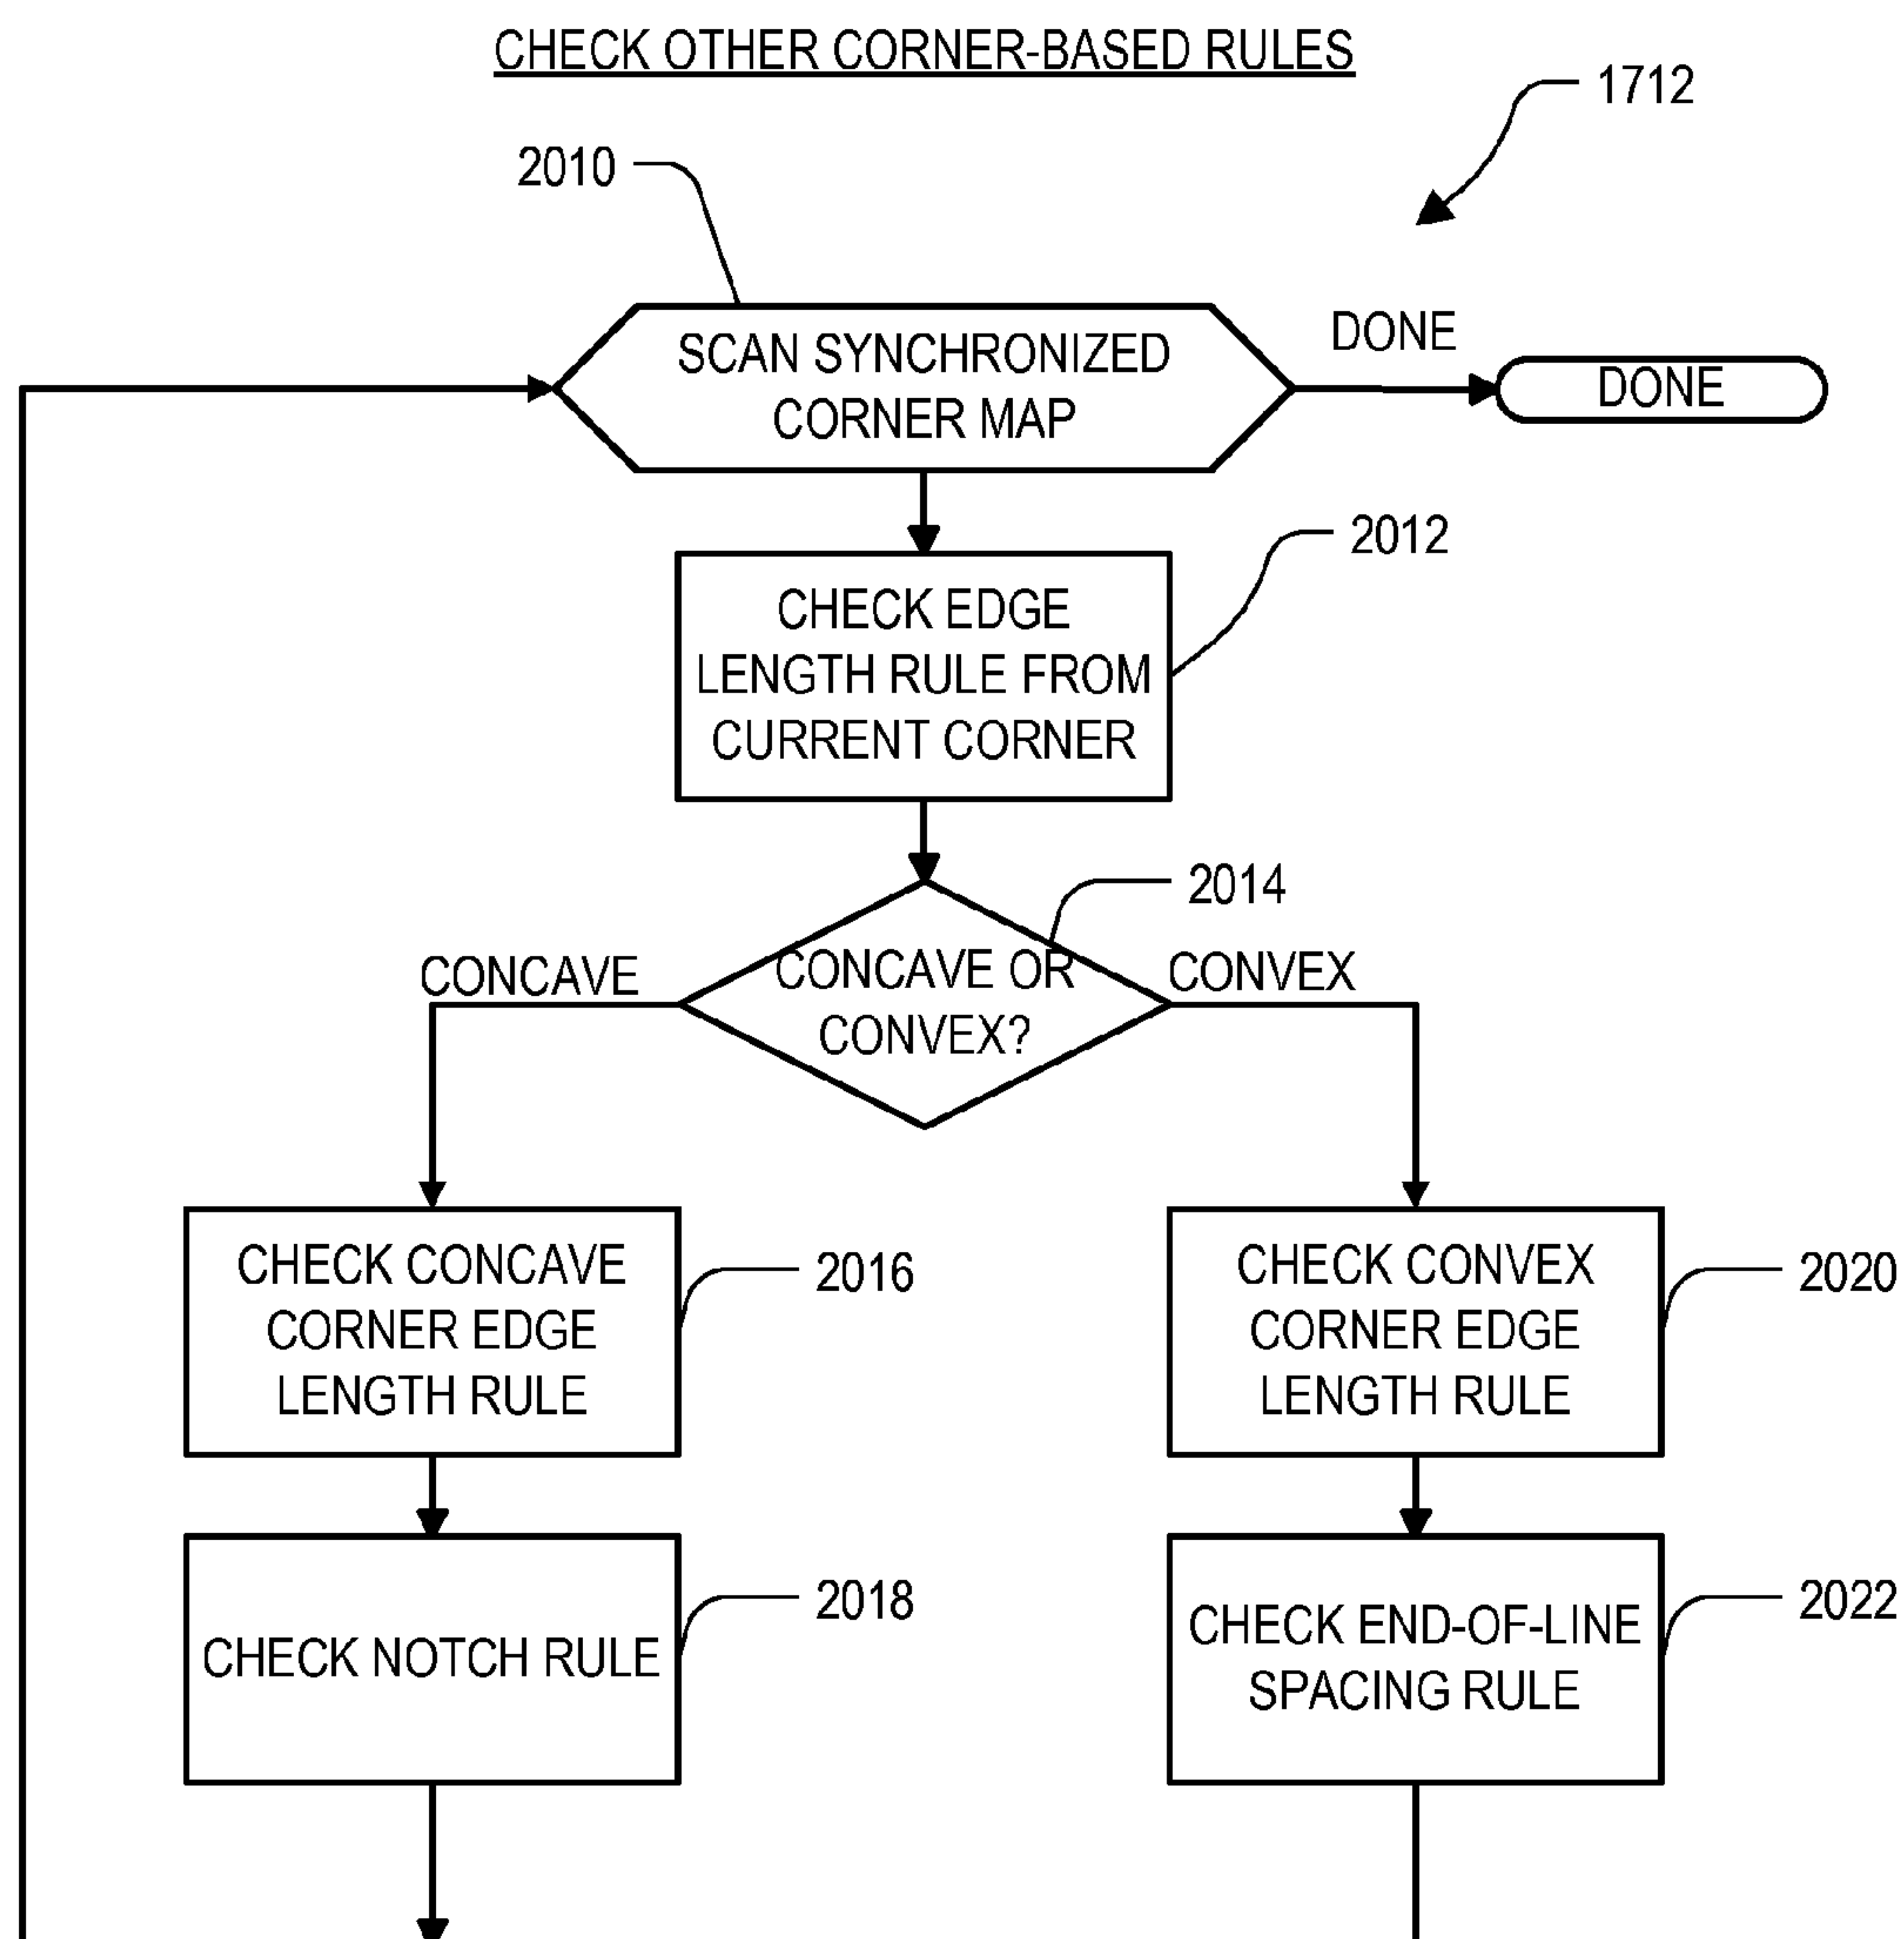 CHECK OTHER CORNER-BASED RULES
1712
2010
SCAN SYNCHRONIZED
CORNER MAP
DONE
DONE
2012
CHECK EDGE
LENGTH RULE FROM
CURRENT CORNER
2014
CONCAVE
CONCAVE OR
CONVEX?
CONVEX
CHECK CONCAVE
CORNER EDGE
LENGTH RULE
2016
CHECK CONVEX
CORNER EDGE
LENGTH RULE
2020
CHECK NOTCH RULE
2018
CHECK END-OF-LINE
SPACING RULE
2022